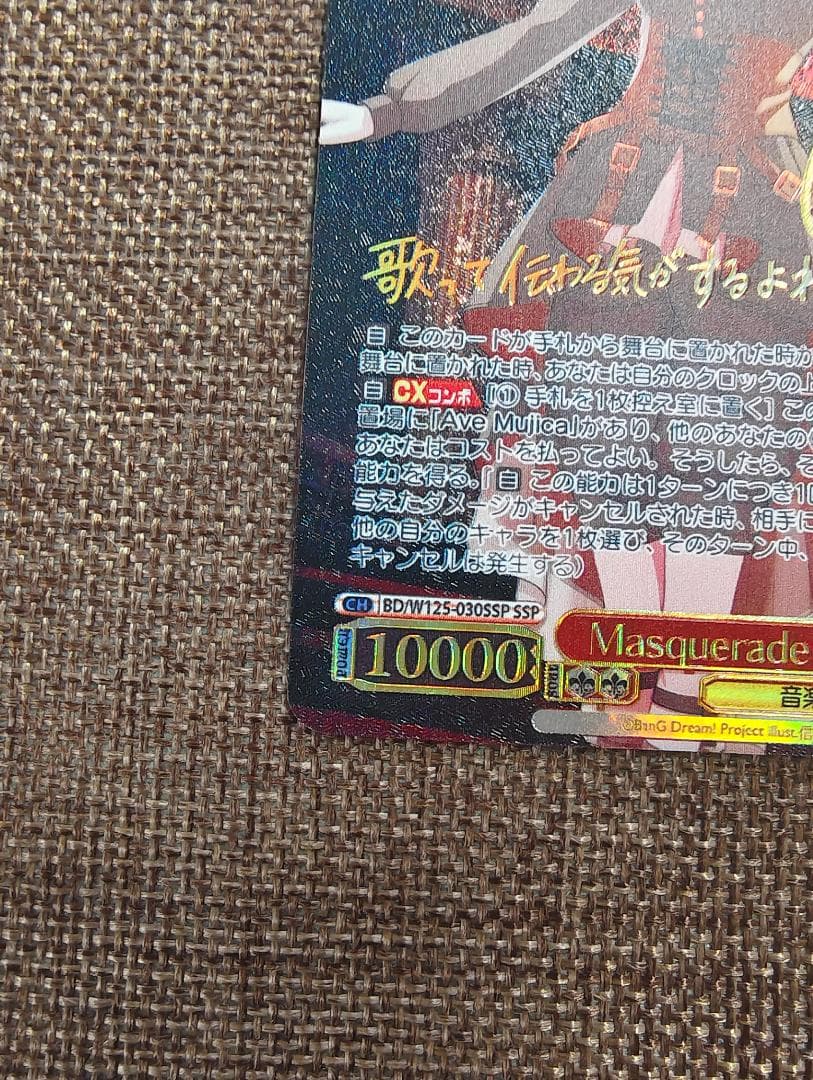 歌って伝わる気がするよね
自 このカードが手札から舞台に置かれた時か
舞台に置かれた時、あなたは自分のクロックの上
自 CXコンボ 「① 手札を1枚控え室に置く］ この
置場に「Ave Mujica」があり、他のあなたの
あなたはコストを払ってよい。そうしたら、そ
能力を得る。『自 この能力は1ターンにつき1
与えたダメージがキャンセルされた時、相手に
他の自分のキャラを1枚選び、そのターン中、
キャンセルは発生する）
CH BD/W125-030SSP SSP
POWER 10000
Masquerade
SOUL
音楽
©BanG Dream! Project illust.信